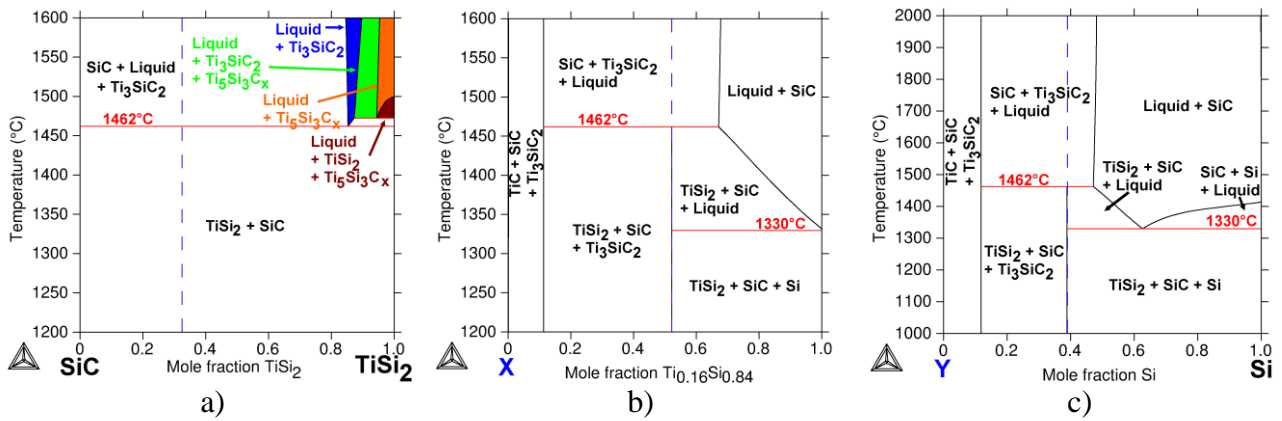 1600
1500
1400
1300
1200
Temperature (°C)
SiC + Liquid
+ Ti3SiC2
Liquid
+ Ti3SiC2
+ Ti5Si3Cx
Liquid
+ Ti3SiC2
Liquid
+ Ti5Si3Cx
1462°C
Liquid
+ TiSi2
+ Ti5Si3Cx
TiSi2 + SiC
0 0.2 0.4 0.6 0.8 1.0
SiC Mole fraction TiSi2 TiSi2
a)
1600
1550
1500
1450
1400
1350
1300
1250
1200
Temperature (°C)
TiC + SiC
+ Ti3SiC2
SiC + Ti3SiC2
+ Liquid
Liquid + SiC
1462°C
TiSi2 + SiC
+ Liquid
TiSi2 + SiC
+ Ti3SiC2
1330°C
TiSi2 + SiC + Si
0 0.2 0.4 0.6 0.8 1.0
X Mole fraction Ti0.16Si0.84
b)
2000
1900
1800
1700
1600
1500
1400
1300
1200
1100
1000
Temperature (°C)
TiC + SiC
+ Ti3SiC2
SiC + Ti3SiC2
+ Liquid
Liquid + SiC
1462°C
TiSi2 + SiC
+ Liquid
SiC + Si
+ Liquid
1330°C
TiSi2 + SiC
+ Ti3SiC2
TiSi2 + SiC + Si
0 0.2 0.4 0.6 0.8 1.0
Y Mole fraction Si Si
c)